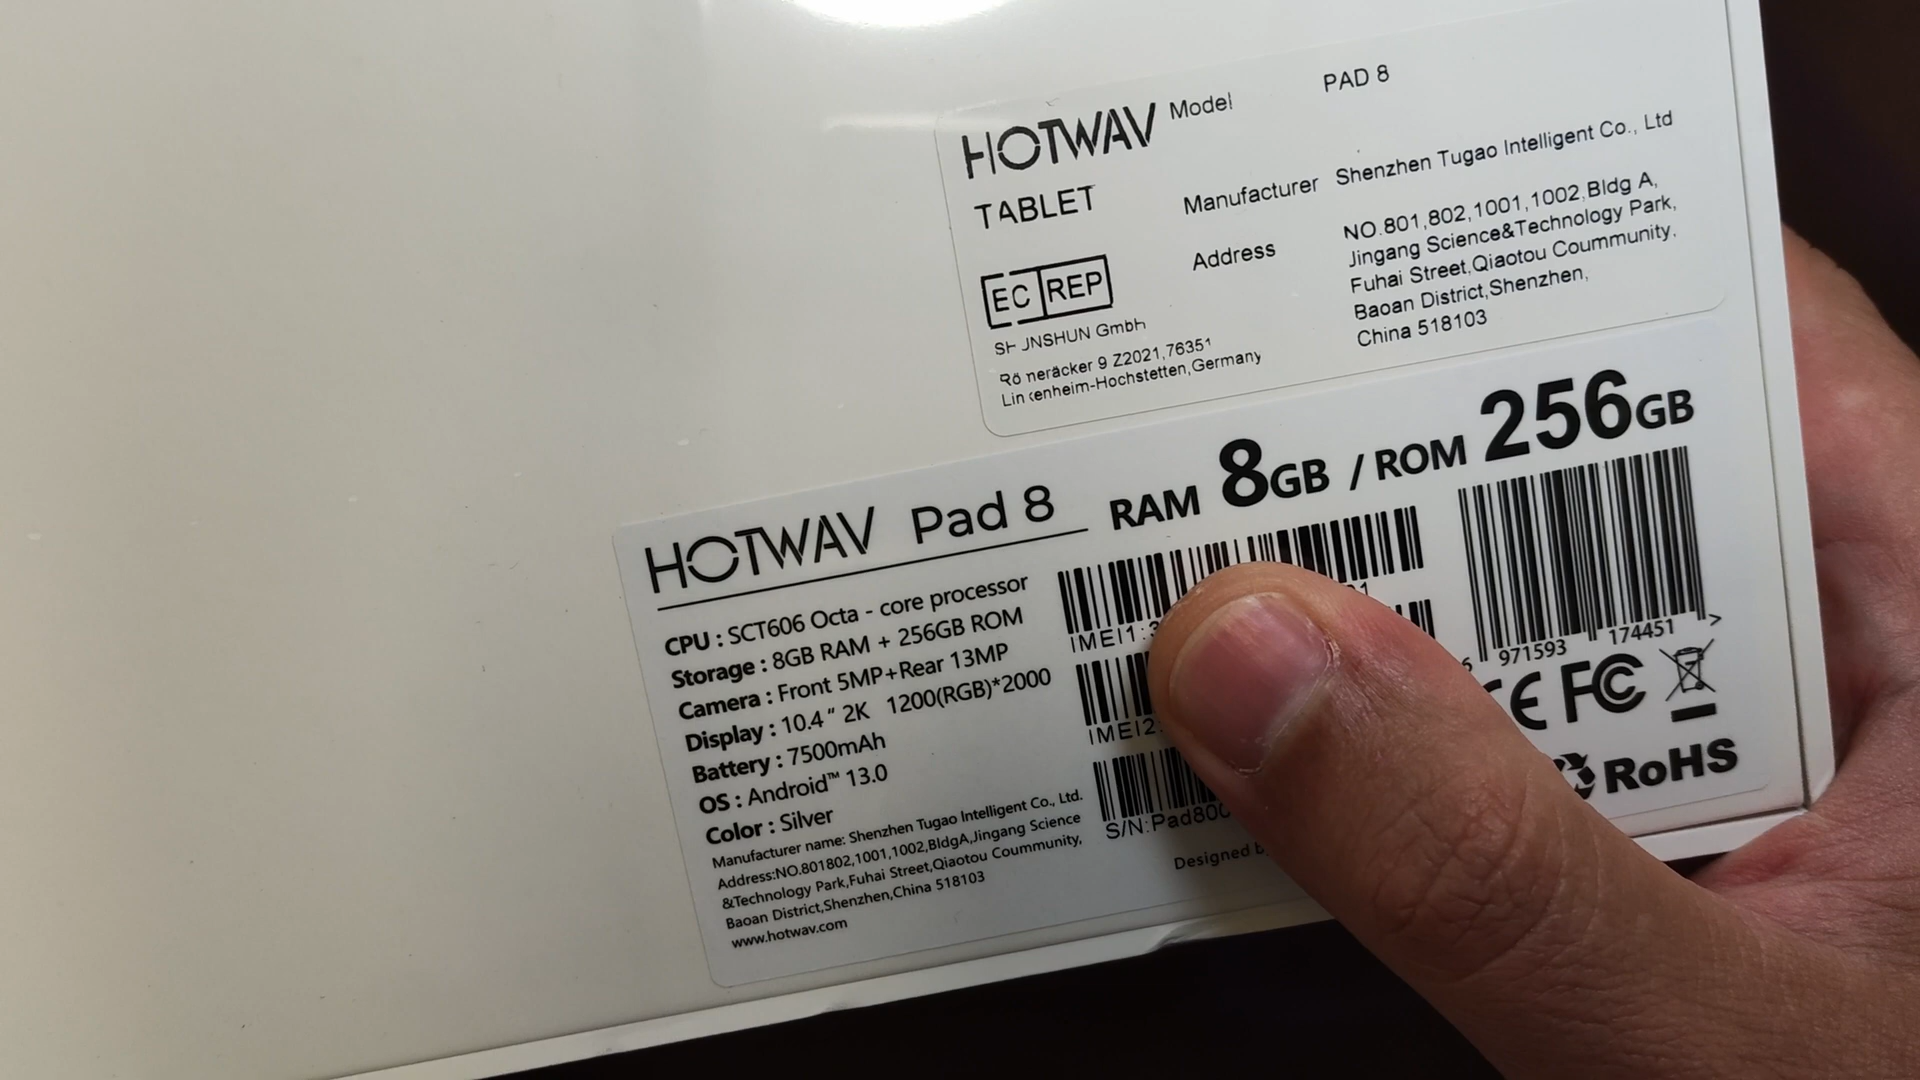 HOTWAV
TABLET
Model PAD 8
Manufacturer Shenzhen Tugao Intelligent Co., Ltd
Address NO.801,802,1001,1002,Bldg A,
Jingang Science&Technology Park,
Fuhai Street,Qiaotou Coummunity,
Baoan District,Shenzhen,
China 518103
EC REP
GmbH
9 Z2021,76351
Germany
HOTWAV Pad 8
RAM 8GB / ROM 256GB
CPU : SCT606 Octa - core processor
Storage : 8GB RAM + 256GB ROM
Camera : Front 5MP+Rear 13MP
Display : 10.4" 2K 1200(RGB)*2000
Battery : 7500mAh
OS : Android™ 13.0
Color : Silver
Manufacturer name: Shenzhen Tugao Intelligent Co., Ltd.
Address:NO.801802,1001,1002,BldgA,Jingang Science
&Technology Park,Fuhai Street,Qiaotou Coummunity,
Baoan District,Shenzhen,China 518103
www.hotwav.com
IMEI1:
IMEI2:
S/N:Pad80
Designed
6 971593 174451 >
CE FC
RoHS